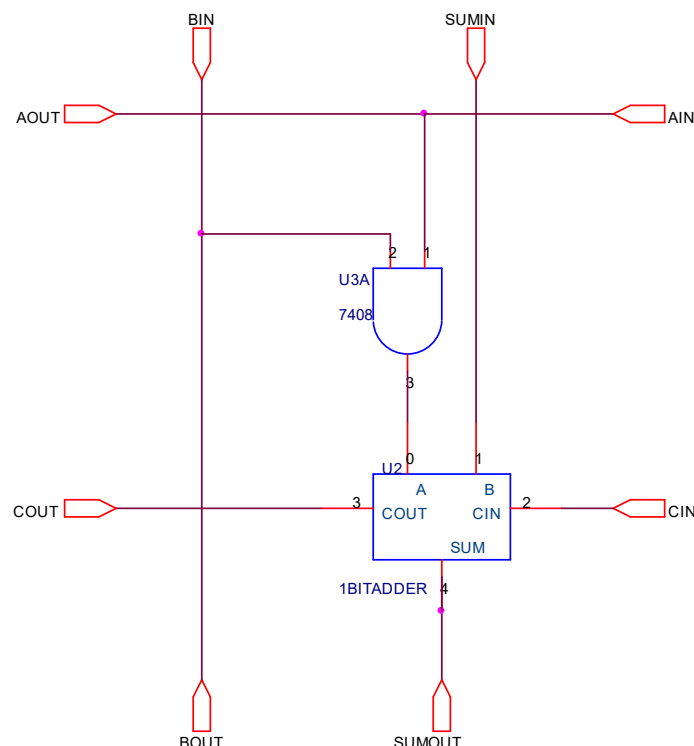 BIN SUMIN
AOUT AIN
2 1
U3A
7408
3
0 1
U2
A B
3 2
COUT COUT CIN CIN
SUM
1BITADDER 4
BOUT SUMOUT